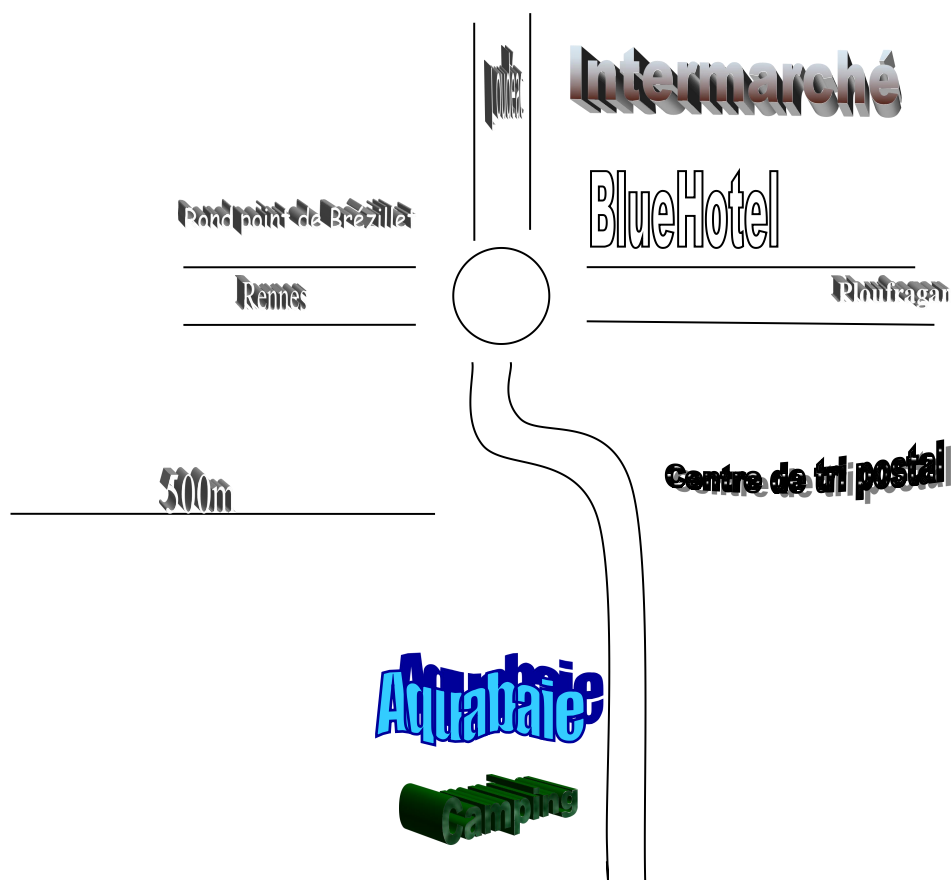 Intermarché
BlueHotel
Rond point de Brézillet
Rennes
Ploufragan
Centre de tri postal
500m
Aquabaie
Camping